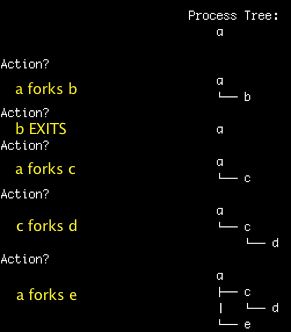 Process Tree:
a
Action?
a forks b
a
└── b
Action?
b EXITS
a
Action?
a forks c
a
└── c
Action?
c forks d
a
└── c
└── d
Action?
a forks e
a
├── c
│ └── d
└── e